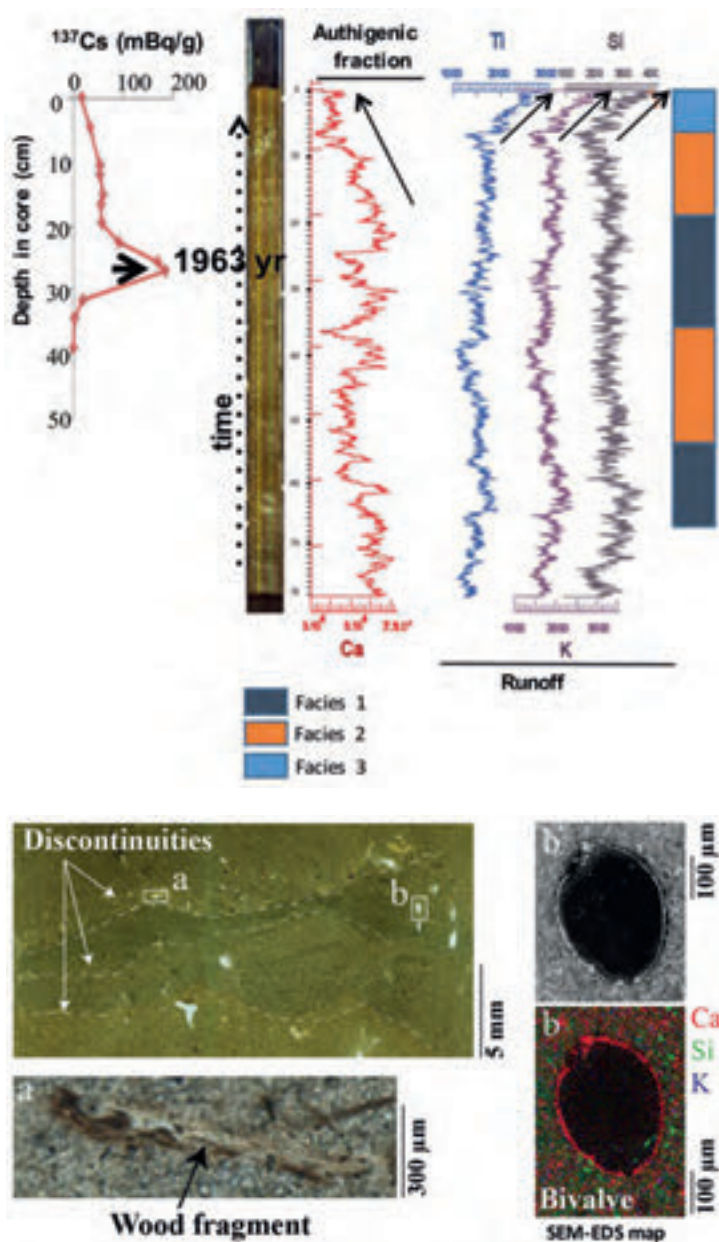 ¹³⁷Cs (mBq/g)
0 100 200
0
10
20
30
40
50
Depth in core (cm)
1963 yr
time
Authigenic
fraction
Ca
Ti
Si
K
Runoff
Facies 1
Facies 2
Facies 3
Discontinuities
a
b
5 mm
a
300 µm
Wood fragment
b
100 µm
b
Ca
Si
K
Bivalve
100 µm
SEM-EDS map